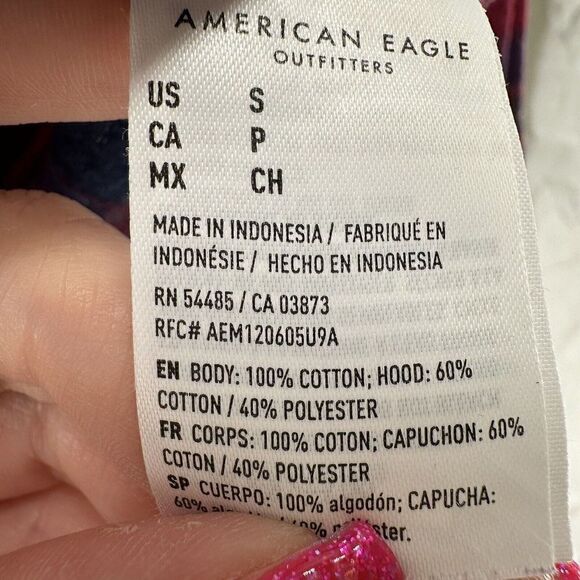 AMERICAN EAGLE
OUTFITTERS
US S
CA P
MX CH
MADE IN INDONESIA / FABRIQUÉ EN
INDONÉSIE / HECHO EN INDONESIA
RN 54485 / CA 03873
RFC# AEM120605U9A
EN BODY: 100% COTTON; HOOD: 60%
COTTON / 40% POLYESTER
FR CORPS: 100% COTON; CAPUCHON: 60%
COTON / 40% POLYESTER
SP CUERPO: 100% algodón; CAPUCHA:
60%